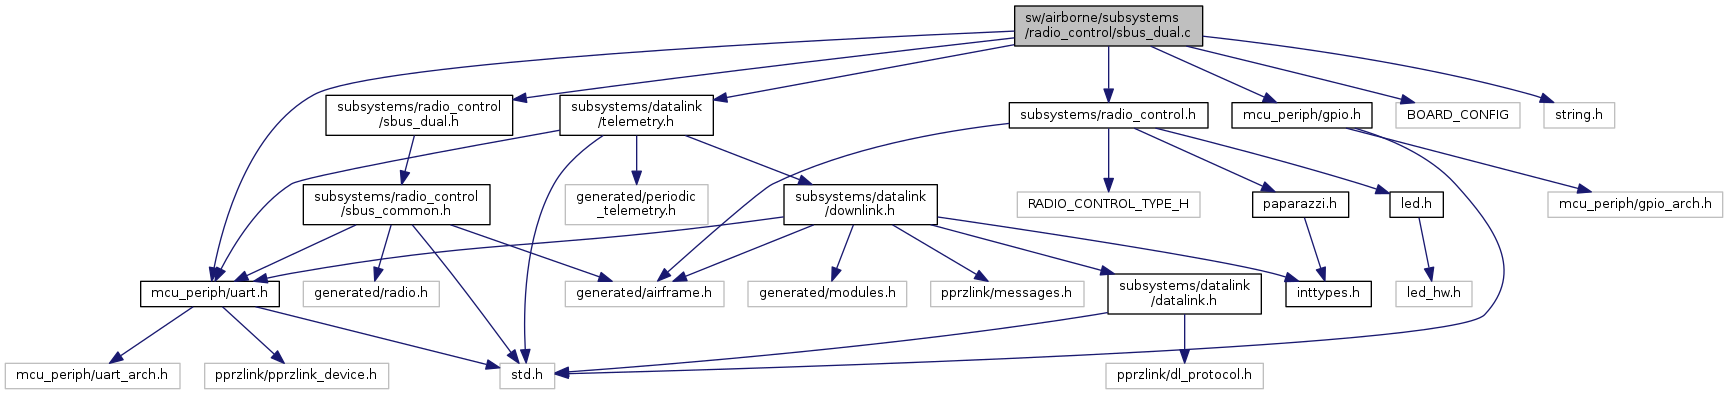 sw/airborne/subsystems
/radio_control/sbus_dual.c
subsystems/radio_control
/sbus_dual.h
subsystems/datalink
/telemetry.h
subsystems/radio_control.h
mcu_periph/gpio.h
BOARD_CONFIG
string.h
subsystems/radio_control
/sbus_common.h
generated/periodic
_telemetry.h
subsystems/datalink
/downlink.h
RADIO_CONTROL_TYPE_H
paparazzi.h
led.h
mcu_periph/gpio_arch.h
mcu_periph/uart.h
generated/radio.h
generated/airframe.h
generated/modules.h
pprzlink/messages.h
subsystems/datalink
/datalink.h
inttypes.h
led_hw.h
mcu_periph/uart_arch.h
pprzlink/pprzlink_device.h
std.h
pprzlink/dl_protocol.h